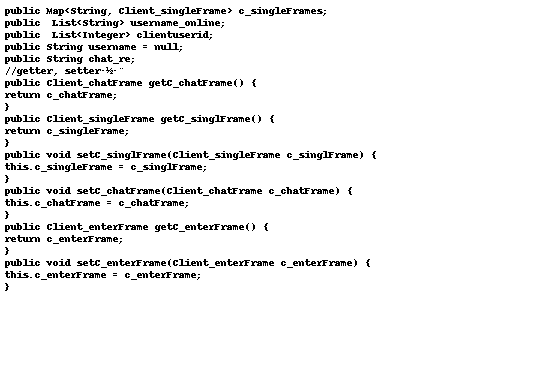 public Map<String, Client_singleFrame> c_singleFrames;
public  List<String> username_online;
public  List<Integer> clientuserid;
public String username = null;
public String chat_re;
//getter, setter·½·¨
public Client_chatFrame getC_chatFrame() {
return c_chatFrame;
}
public Client_singleFrame getC_singlFrame() {
return c_singleFrame;
}
public void setC_singlFrame(Client_singleFrame c_singlFrame) {
this.c_singleFrame = c_singlFrame;
}
public void setC_chatFrame(Client_chatFrame c_chatFrame) {
this.c_chatFrame = c_chatFrame;
}
public Client_enterFrame getC_enterFrame() {
return c_enterFrame;
}
public void setC_enterFrame(Client_enterFrame c_enterFrame) {
this.c_enterFrame = c_enterFrame;
}